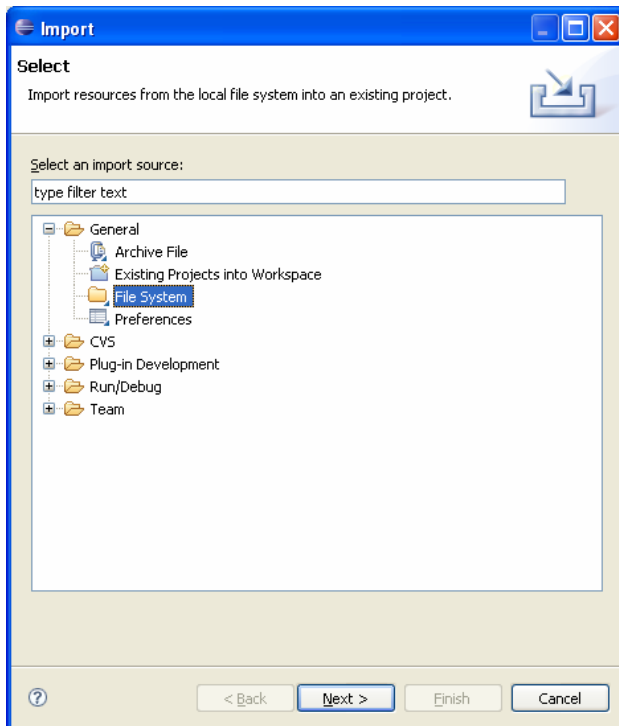 Import
Select
Import resources from the local file system into an existing project.
Select an import source:
type filter text
General
Archive File
Existing Projects into Workspace
File System
Preferences
CVS
Plug-in Development
Run/Debug
Team
? < Back Next > Finish Cancel